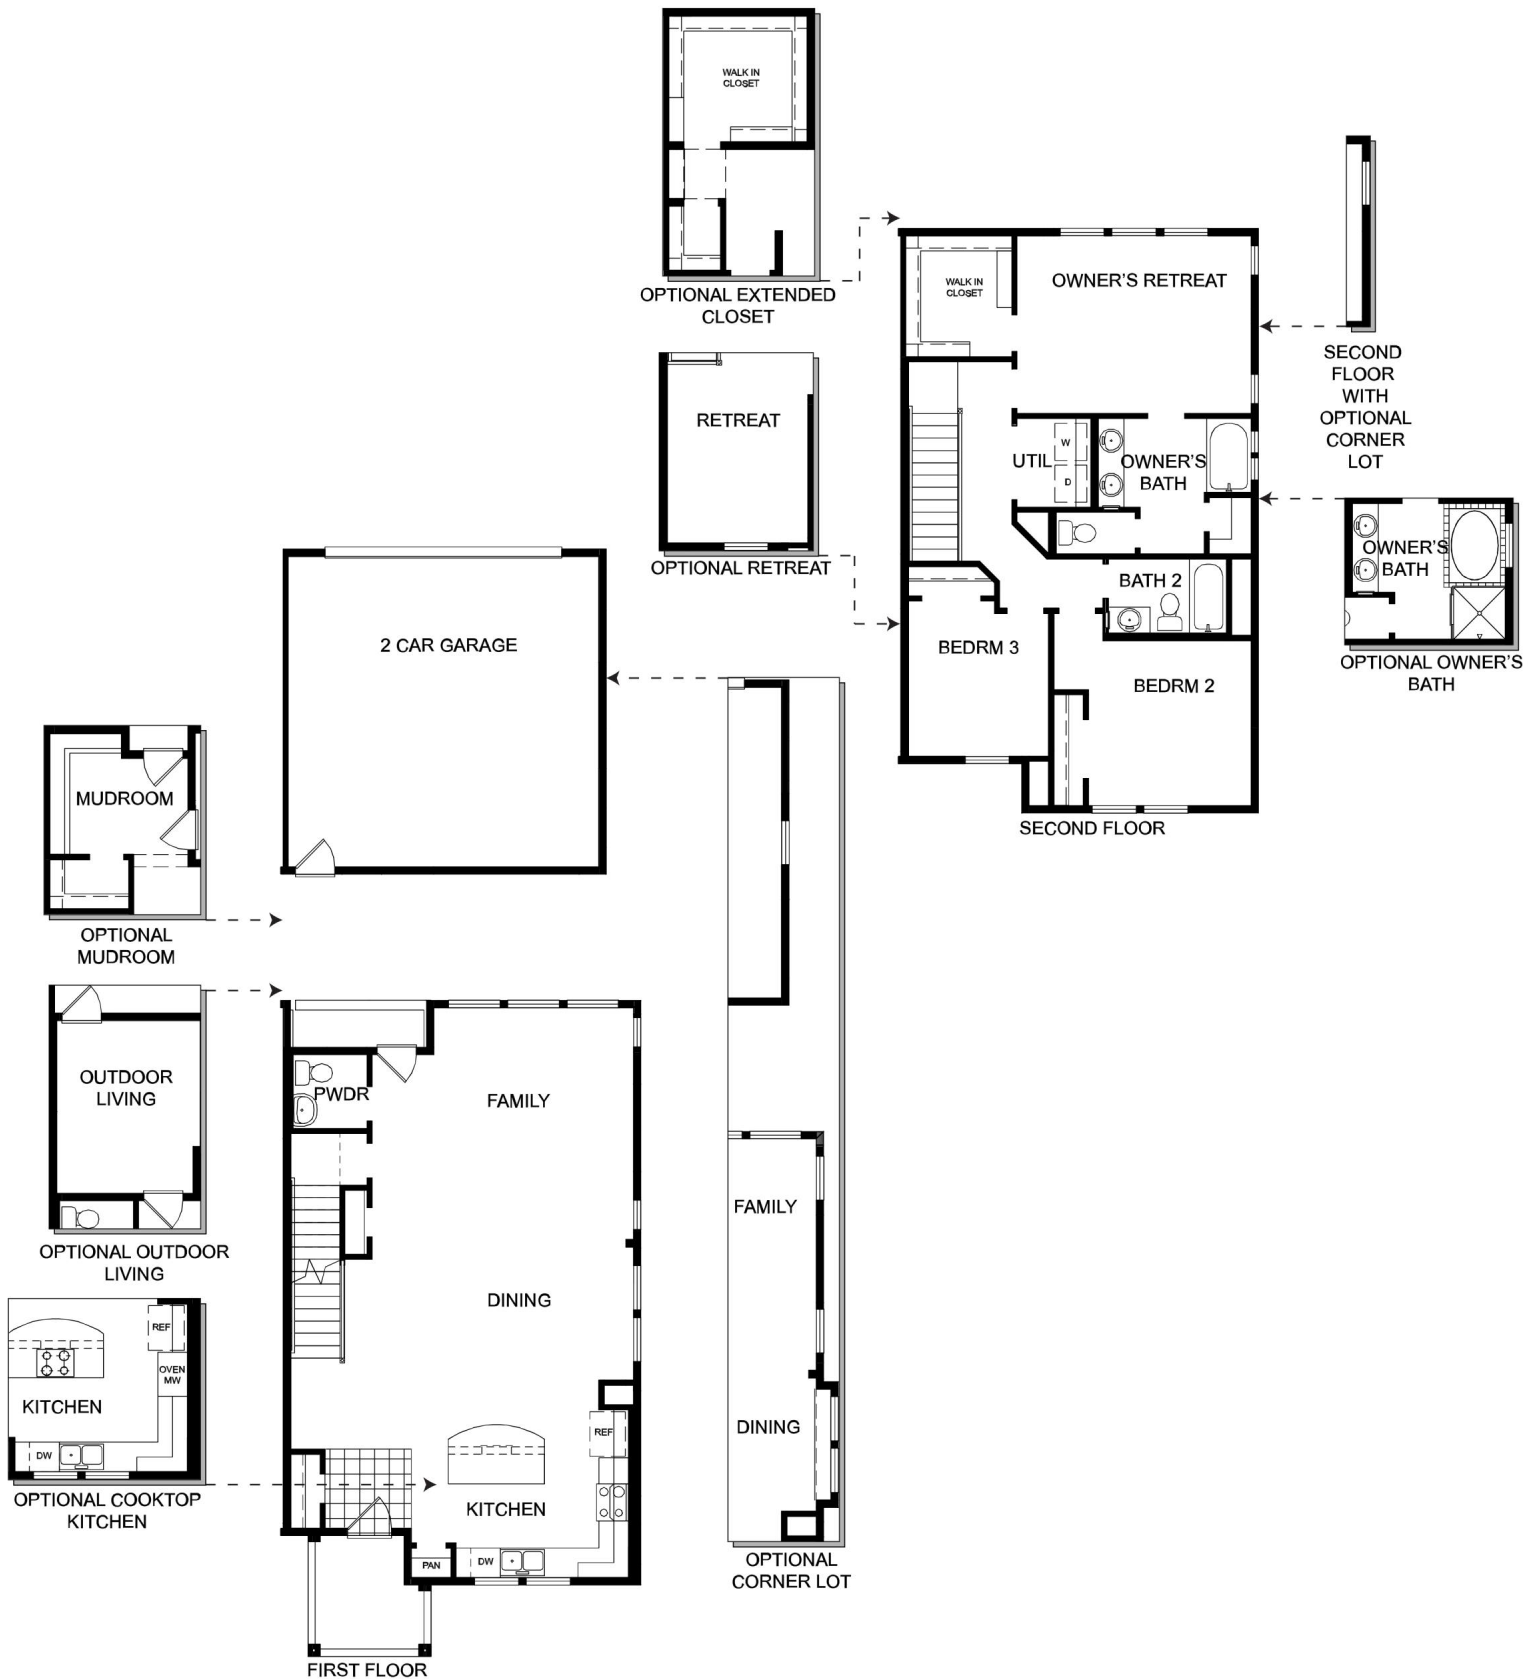 WALK IN
CLOSET
OPTIONAL EXTENDED
CLOSET
WALK IN
CLOSET
OWNER'S RETREAT
SECOND
FLOOR
WITH
OPTIONAL
CORNER
LOT
RETREAT
OPTIONAL RETREAT
UTIL
W
D
OWNER'S
BATH
OWNER'S
BATH
OPTIONAL OWNER'S
BATH
BATH 2
BEDRM 3
BEDRM 2
SECOND FLOOR
2 CAR GARAGE
MUDROOM
OPTIONAL
MUDROOM
OUTDOOR
LIVING
OPTIONAL OUTDOOR
LIVING
PWDR
FAMILY
DINING
REF
KITCHEN
PAN
DW
FIRST FLOOR
REF
OVEN
MW
KITCHEN
DW
OPTIONAL COOKTOP
KITCHEN
FAMILY
DINING
OPTIONAL
CORNER LOT